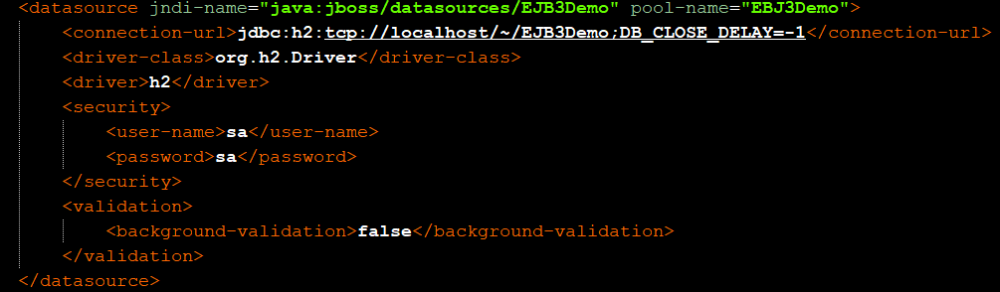 <datasource jndi-name="java:jboss/datasources/EJB3Demo" pool-name="EBJ3Demo">
<connection-url>jdbc:h2:tcp://localhost/~/EJB3Demo;DB_CLOSE_DELAY=-1</connection-url>
<driver-class>org.h2.Driver</driver-class>
<driver>h2</driver>
<security>
<user-name>sa</user-name>
<password>sa</password>
</security>
<validation>
<background-validation>false</background-validation>
</validation>
</datasource>